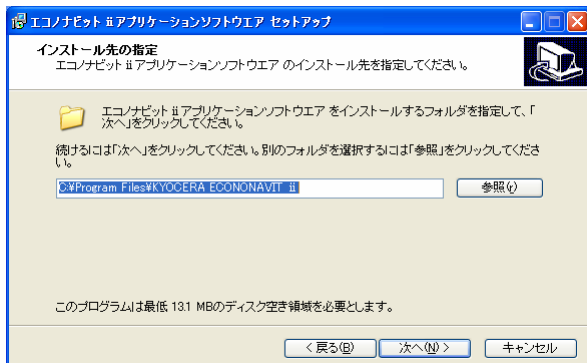 エコノナビット ii アプリケーションソフトウエア セットアップ
インストール先の指定
エコノナビット ii アプリケーションソフトウエア のインストール先を指定してください。
エコノナビット ii アプリケーションソフトウエア をインストールするフォルダを指定して、「
次へ」をクリックしてください。
続けるには「次へ」をクリックしてください。別のフォルダを選択するには「参照」をクリックしてくださ
い。
C:¥Program Files¥KYOCERA ECONONAVIT ii
参照(r)
このプログラムは最低 13.1 MBのディスク空き領域を必要とします。
< 戻る(B)
次へ(N) >
キャンセル